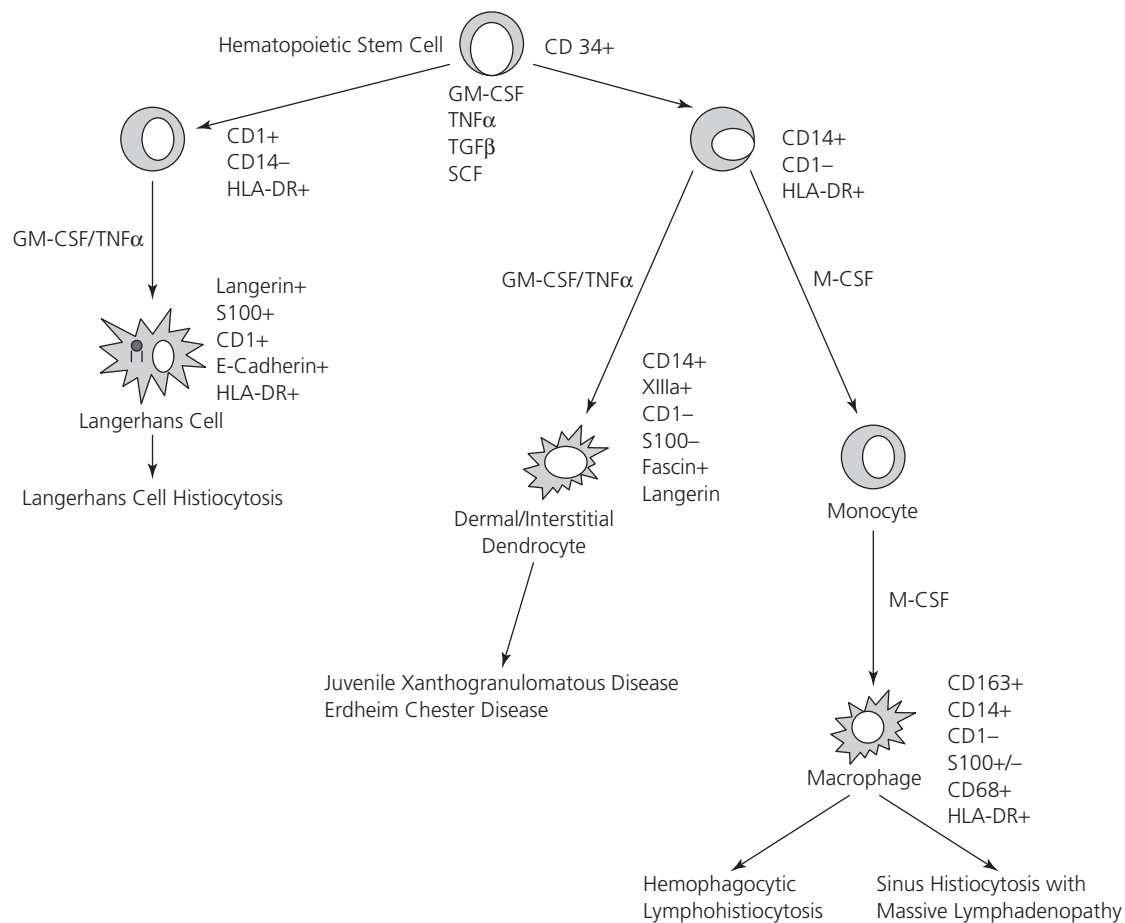 Hematopoietic Stem Cell
CD 34+
GM-CSF
TNFα
TGFβ
SCF
CD1+
CD14–
HLA-DR+
CD14+
CD1–
HLA-DR+
GM-CSF/TNFα
GM-CSF/TNFα
M-CSF
Langerin+
S100+
CD1+
E-Cadherin+
HLA-DR+
Langerhans Cell
Langerhans Cell Histiocytosis
CD14+
XIIIa+
CD1–
S100–
Fascin+
Langerin
Dermal/Interstitial
Dendrocyte
Monocyte
M-CSF
Juvenile Xanthogranulomatous Disease
Erdheim Chester Disease
CD163+
CD14+
CD1–
S100+/–
CD68+
HLA-DR+
Macrophage
Hemophagocytic
Lymphohistiocytosis
Sinus Histiocytosis with
Massive Lymphadenopathy